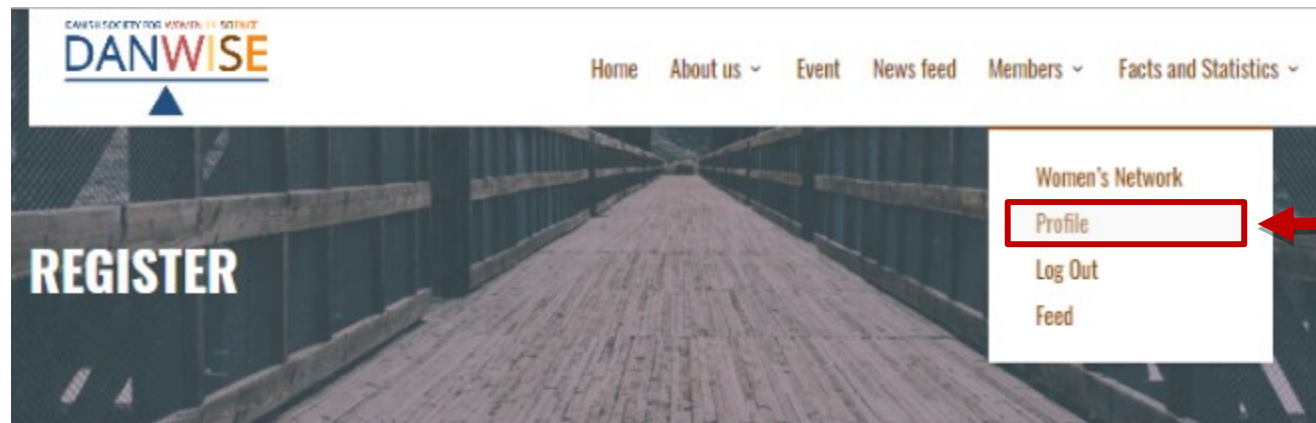 DANISH SOCIETY FOR WOMEN IN SCIENCE
DANWISE
Home About us Event News feed Members Facts and Statistics
Women's Network
Profile
Log Out
Feed
REGISTER